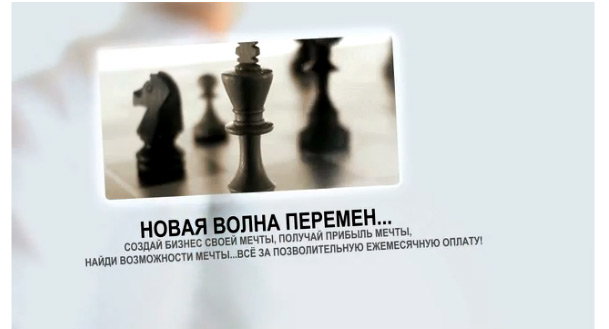 НОВАЯ ВОЛНА ПЕРЕМЕН...
СОЗДАЙ БИЗНЕС СВОЕЙ МЕЧТЫ, ПОЛУЧАЙ ПРИБЫЛЬ МЕЧТЫ,
НАЙДИ ВОЗМОЖНОСТИ МЕЧТЫ...ВСЁ ЗА ПОЗВОЛИТЕЛЬНУЮ ЕЖЕМЕСЯЧНУЮ ОПЛАТУ!